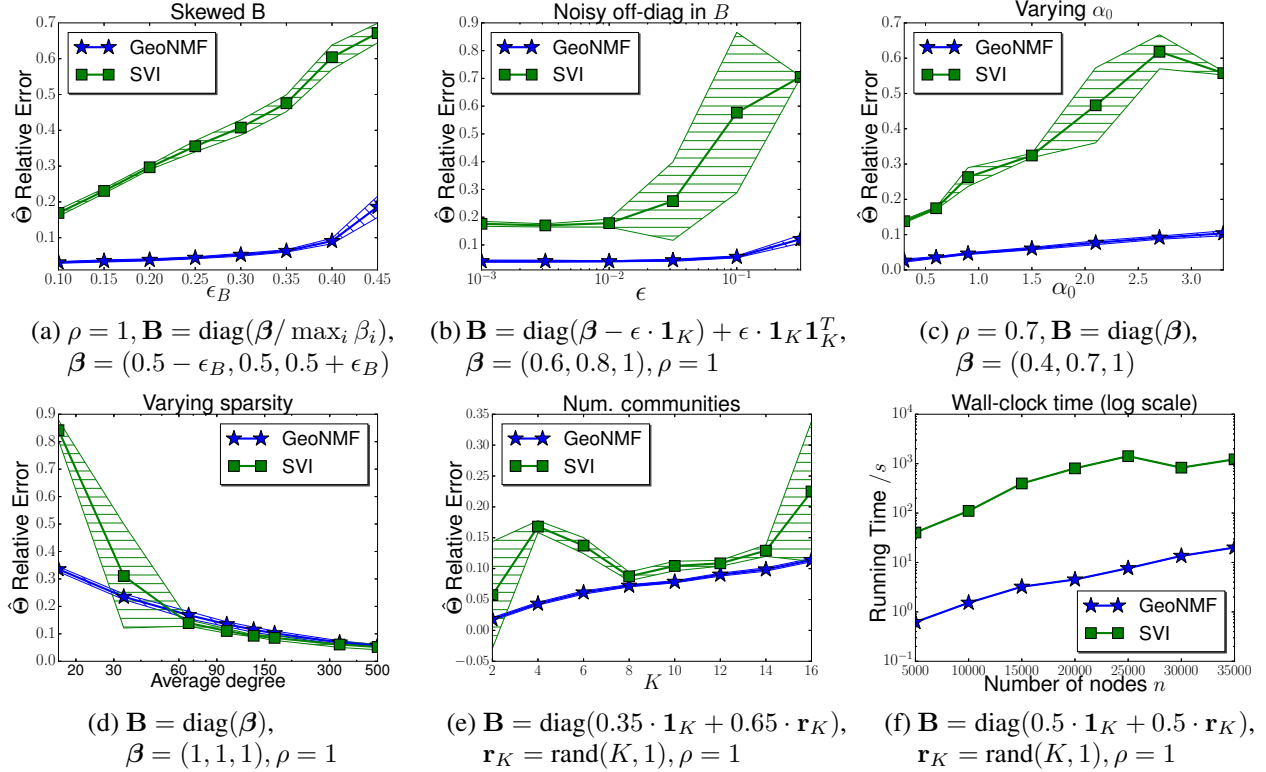 Skewed B
GeoNMF
SVI
Θ̂ Relative Error
0.7
0.6
0.5
0.4
0.3
0.2
0.1
0.10 0.15 0.20 0.25 0.30 0.35 0.40 0.45
ϵ_B
(a) ρ = 1, B = diag(β/ max_i β_i),
β = (0.5 − ϵ_B, 0.5, 0.5 + ϵ_B)
Noisy off-diag in B
GeoNMF
SVI
Θ̂ Relative Error
0.9
0.8
0.7
0.6
0.5
0.4
0.3
0.2
0.1
10^−3 10^−2 10^−1
ϵ
(b) B = diag(β − ϵ · 1_K) + ϵ · 1_K 1_K^T,
β = (0.6, 0.8, 1), ρ = 1
Varying α_0
GeoNMF
SVI
Θ̂ Relative Error
0.7
0.6
0.5
0.4
0.3
0.2
0.1
0.0
0.5 1.0 1.5 2.0 2.5 3.0
α_0
(c) ρ = 0.7, B = diag(β),
β = (0.4, 0.7, 1)
Varying sparsity
GeoNMF
SVI
Θ̂ Relative Error
0.9
0.8
0.7
0.6
0.5
0.4
0.3
0.2
0.1
0.0
20 30 60 90 150 300 500
Average degree
(d) B = diag(β),
β = (1, 1, 1), ρ = 1
Num. communities
GeoNMF
SVI
Θ̂ Relative Error
0.35
0.30
0.25
0.20
0.15
0.10
0.05
0.00
−0.05
2 4 6 8 10 12 14 16
K
(e) B = diag(0.35 · 1_K + 0.65 · r_K),
r_K = rand(K, 1), ρ = 1
Wall-clock time (log scale)
GeoNMF
SVI
Running Time /s
10^4
10^3
10^2
10^1
10^0
10^−1
5000 10000 15000 20000 25000 30000 35000
Number of nodes n
(f) B = diag(0.5 · 1_K + 0.5 · r_K),
r_K = rand(K, 1), ρ = 1